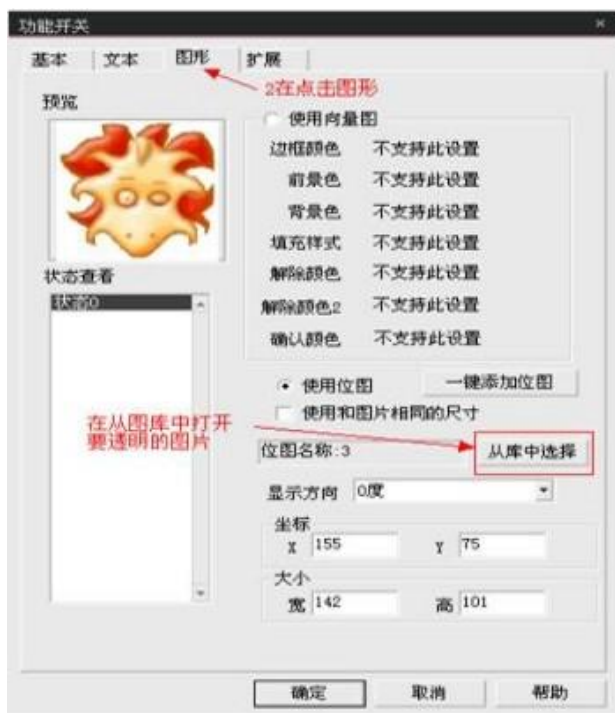 功能开关
基本 文本 图形 扩展
2在点击图形
预览
使用向量图
边框颜色 不支持此设置
前景色 不支持此设置
背景色 不支持此设置
填充样式 不支持此设置
解除颜色 不支持此设置
解除颜色2 不支持此设置
确认颜色 不支持此设置
状态查看
状态0
使用位图 一键添加位图
使用和图片相同的尺寸
在从图库中打开
要透明的图片
位图名称:3 从库中选择
显示方向 0度
坐标
X 155 Y 75
大小
宽 142 高 101
确定 取消 帮助